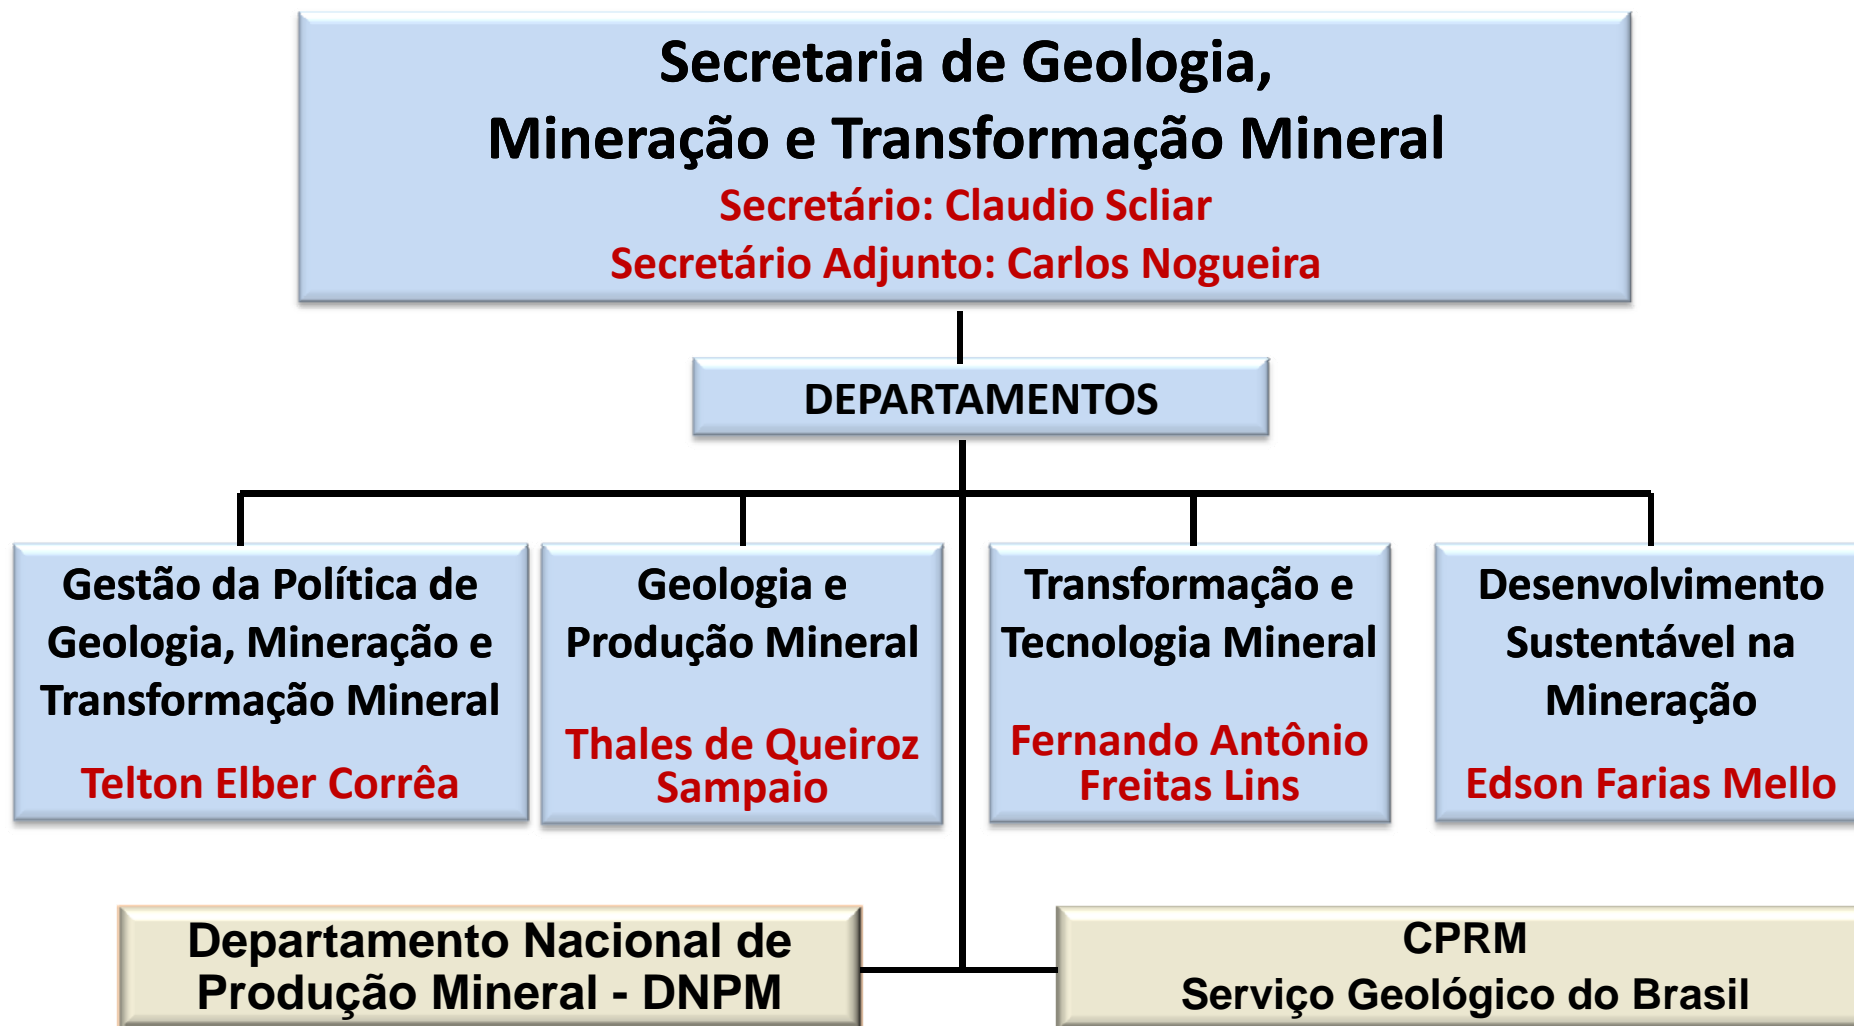 Secretaria de Geologia,
Mineração e Transformação Mineral
Secretário: Claudio Scliar
Secretário Adjunto: Carlos Nogueira
DEPARTAMENTOS
Gestão da Política de
Geologia, Mineração e
Transformação Mineral
Telton Elber Corrêa
Geologia e
Produção Mineral
Thales de Queiroz
Sampaio
Transformação e
Tecnologia Mineral
Fernando Antônio
Freitas Lins
Desenvolvimento
Sustentável na
Mineração
Edson Farias Mello
Departamento Nacional de
Produção Mineral - DNPM
CPRM
Serviço Geológico do Brasil